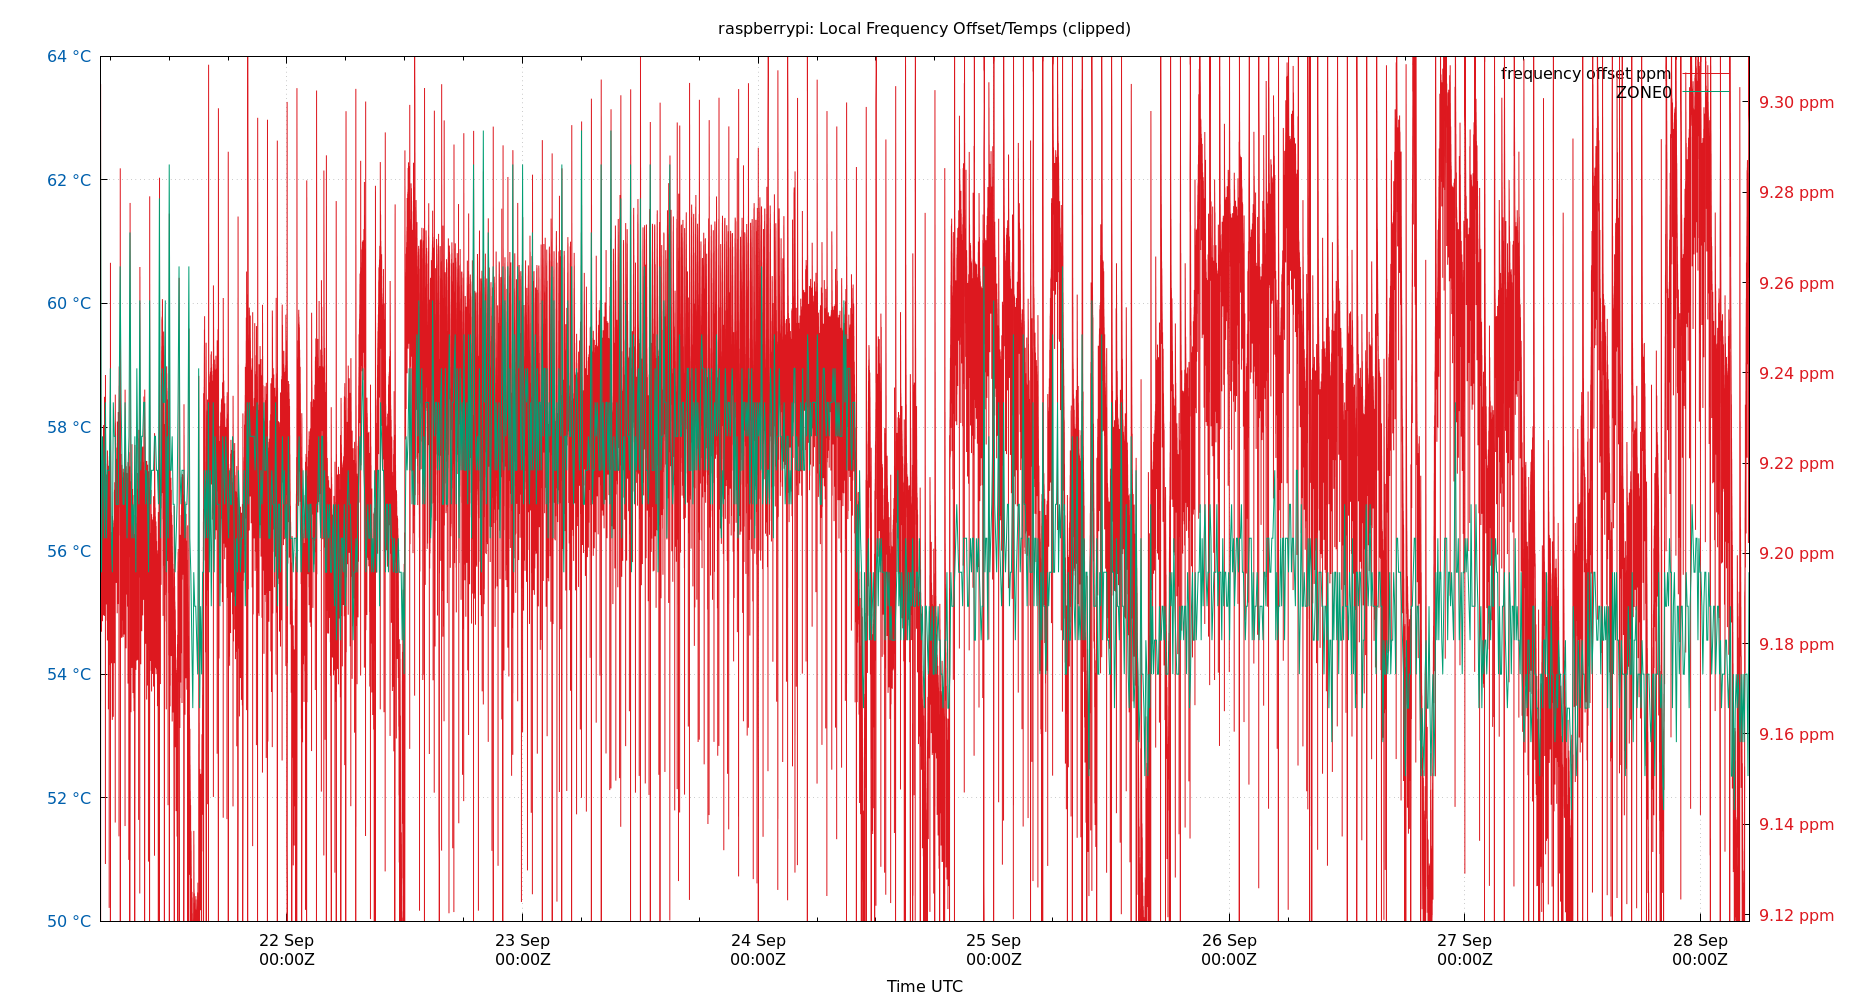 raspberrypi: Local Frequency Offset/Temps (clipped)
64 °C
62 °C
60 °C
58 °C
56 °C
54 °C
52 °C
50 °C
frequency offset ppm
ZONE0
9.30 ppm
9.28 ppm
9.26 ppm
9.24 ppm
9.22 ppm
9.20 ppm
9.18 ppm
9.16 ppm
9.14 ppm
9.12 ppm
22 Sep
00:00Z
23 Sep
00:00Z
24 Sep
00:00Z
25 Sep
00:00Z
26 Sep
00:00Z
27 Sep
00:00Z
28 Sep
00:00Z
Time UTC